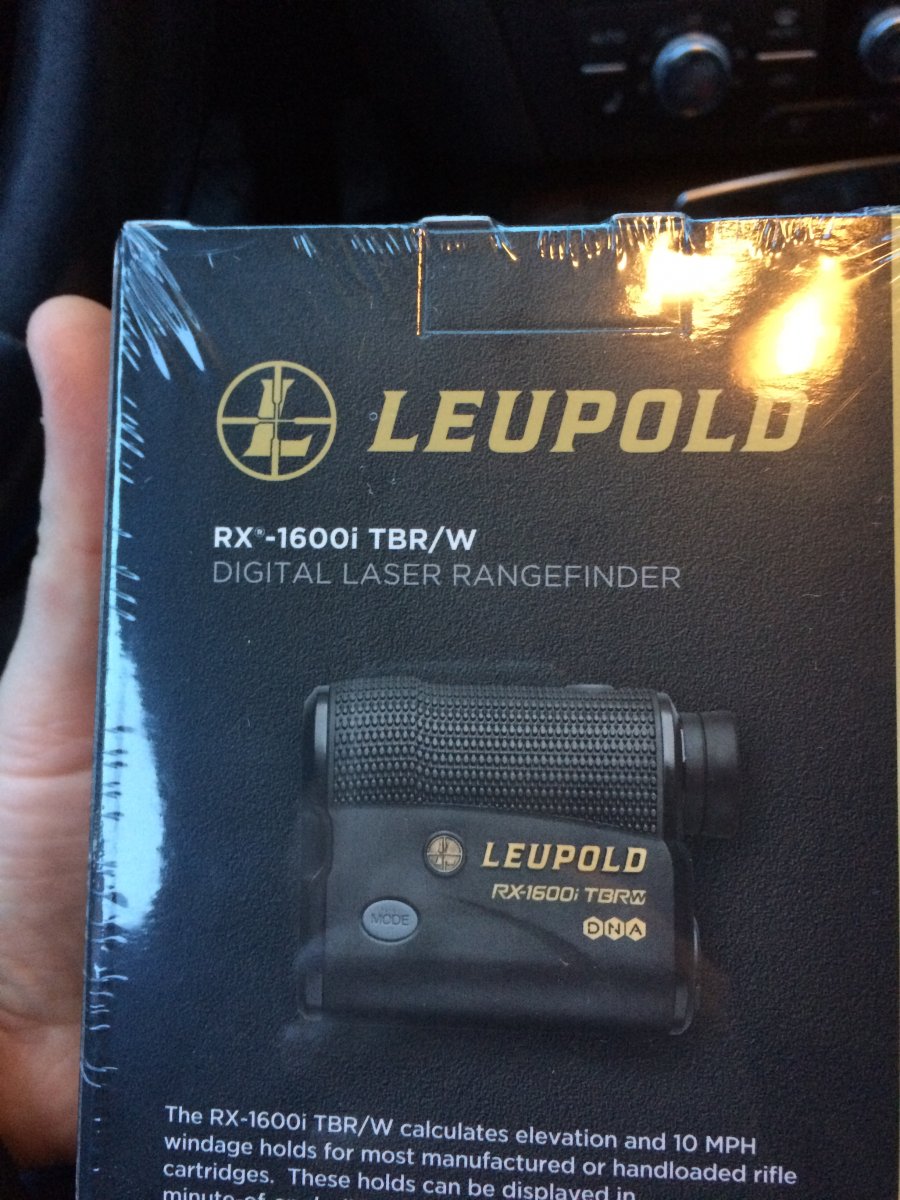 LEUPOLD
RX®-1600i TBR/W
DIGITAL LASER RANGEFINDER
LEUPOLD
RX-1600i TBR/W
MODE
DNA
The RX-1600i TBR/W calculates elevation and 10 MPH
windage holds for most manufactured or handloaded rifle
cartridges. These holds can be displayed in